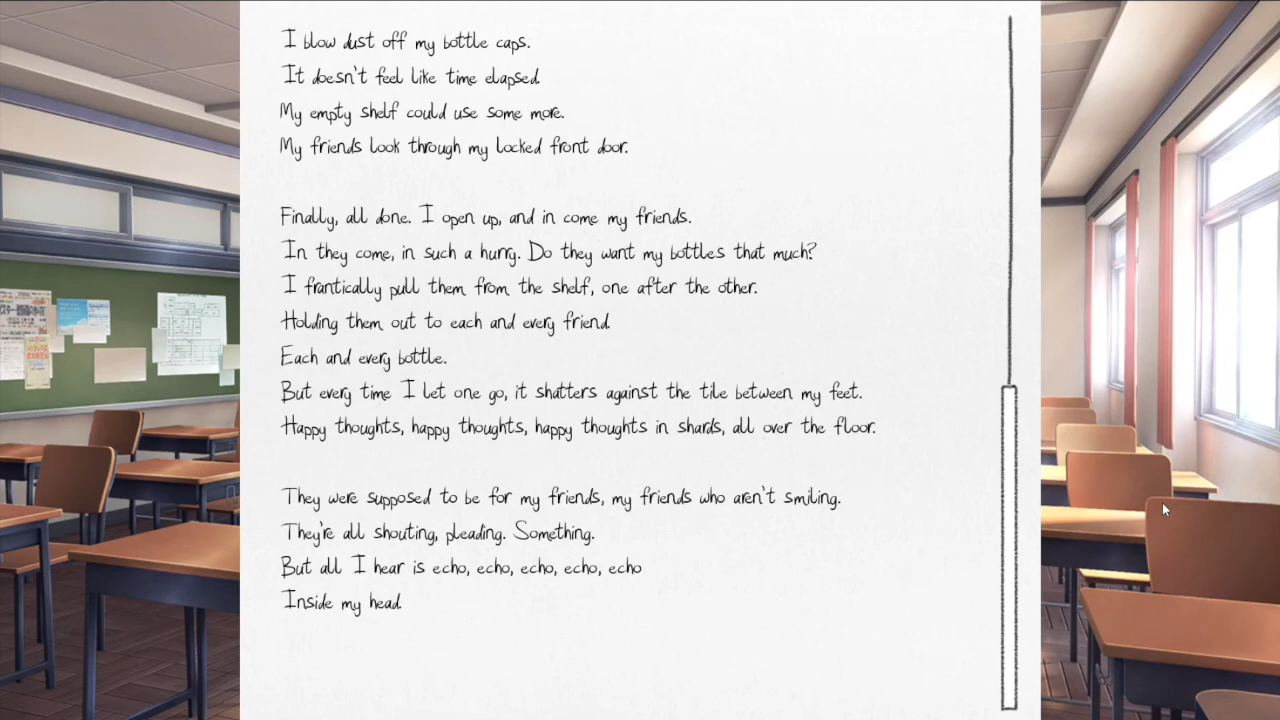 I blow dust off my bottle caps.
It doesn't feel like time elapsed.
My empty shelf could use some more.
My friends look through my locked front door.
Finally, all done. I open up, and in come my friends.
In they come, in such a hurry. Do they want my bottles that much?
I frantically pull them from the shelf, one after the other.
Holding them out to each and every friend.
Each and every bottle.
But every time I let one go, it shatters against the tile between my feet.
Happy thoughts, happy thoughts, happy thoughts in shards, all over the floor.
They were supposed to be for my friends, my friends who aren't smiling.
They're all shouting, pleading. Something.
But all I hear is echo, echo, echo, echo, echo
Inside my head.